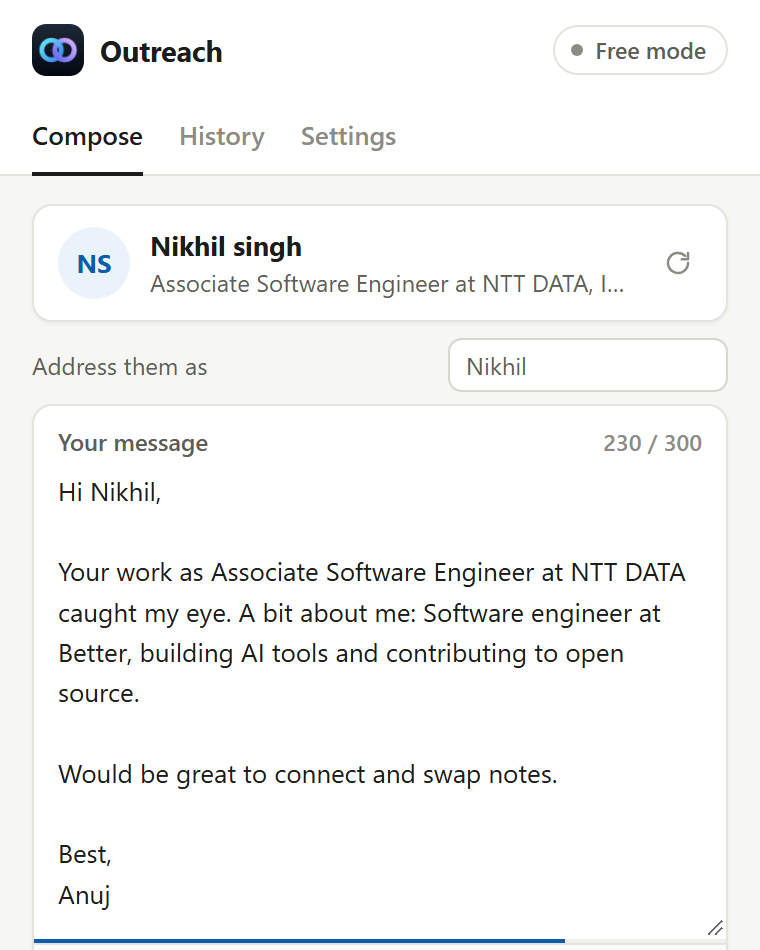 Outreach
Free mode
Compose
History
Settings
NS
Nikhil singh
Associate Software Engineer at NTT DATA, I...
Address them as
Nikhil
Your message
230 / 300
Hi Nikhil,
Your work as Associate Software Engineer at NTT DATA
caught my eye. A bit about me: Software engineer at
Better, building AI tools and contributing to open
source.
Would be great to connect and swap notes.
Best,
Anuj